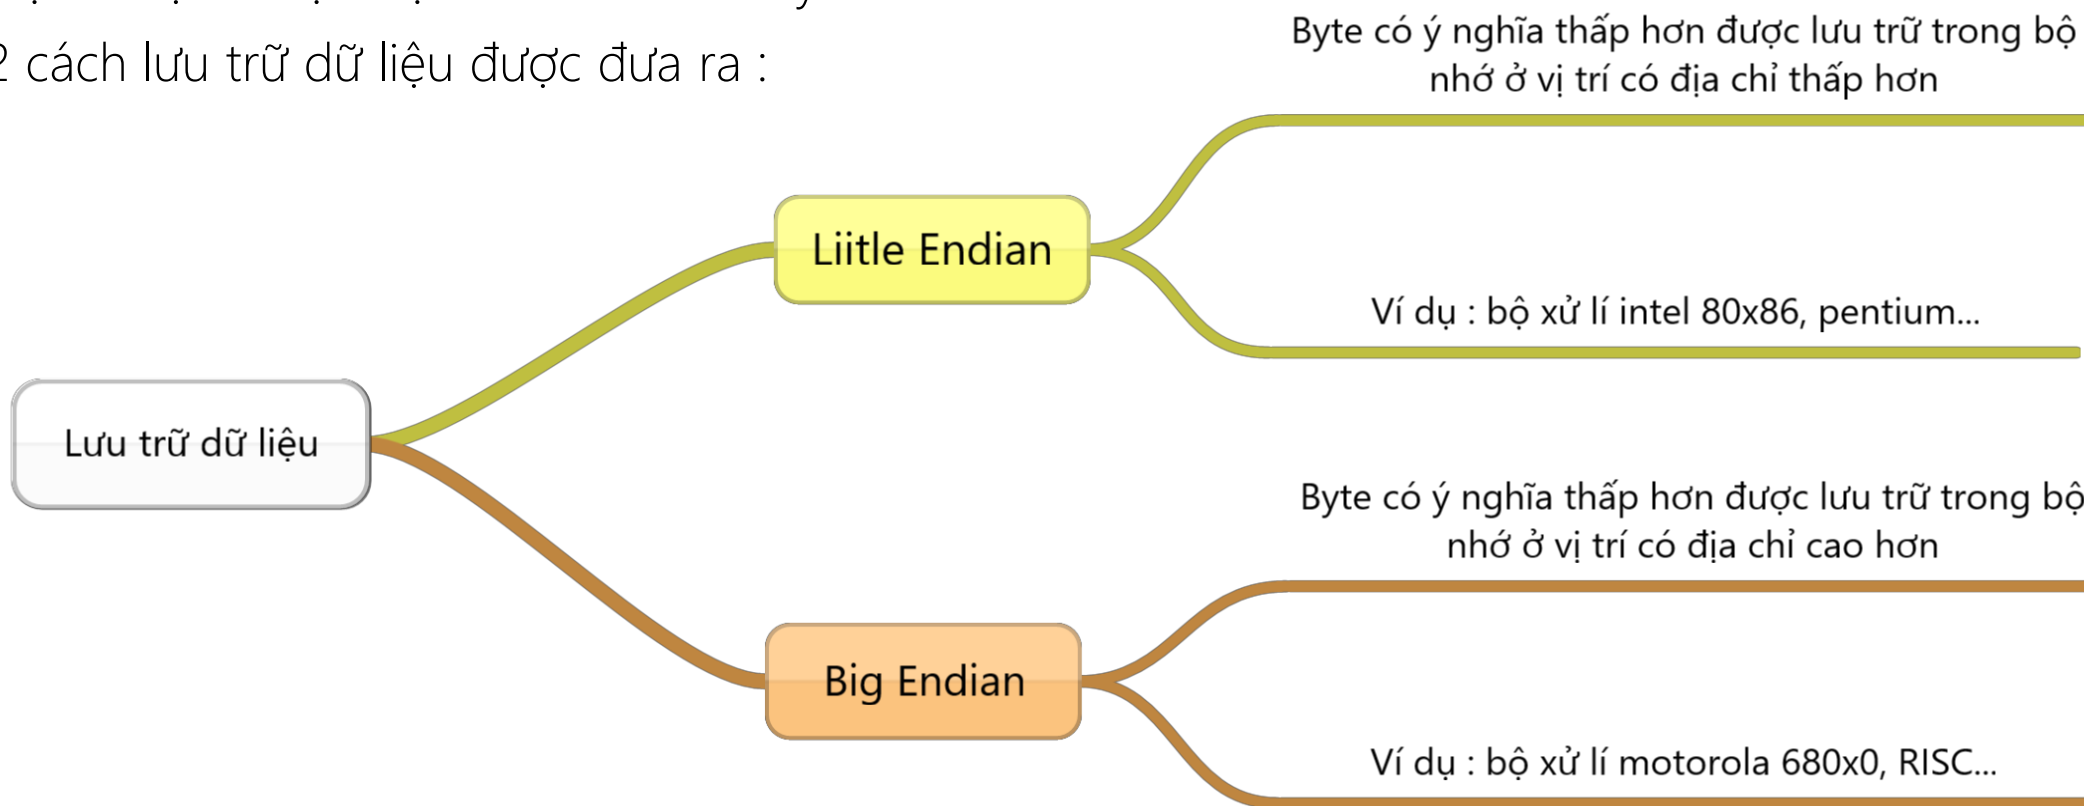 2 cách lưu trữ dữ liệu được đưa ra :
Byte có ý nghĩa thấp hơn được lưu trữ trong bộ
nhớ ở vị trí có địa chỉ thấp hơn
Liitle Endian
Ví dụ : bộ xử lí intel 80x86, pentium...
Lưu trữ dữ liệu
Byte có ý nghĩa thấp hơn được lưu trữ trong bộ
nhớ ở vị trí có địa chỉ cao hơn
Big Endian
Ví dụ : bộ xử lí motorola 680x0, RISC...